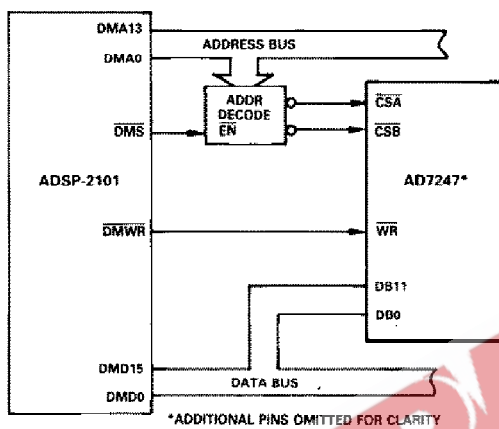 DMA13
ADDRESS BUS
DMA0
ADDR
DECODE
EN
CSA
CSB
DMS
ADSP-2101
AD7247*
DMWR
WR
DB11
DB0
DMD15
DATA BUS
DMD0
*ADDITIONAL PINS OMITTED FOR CLARITY